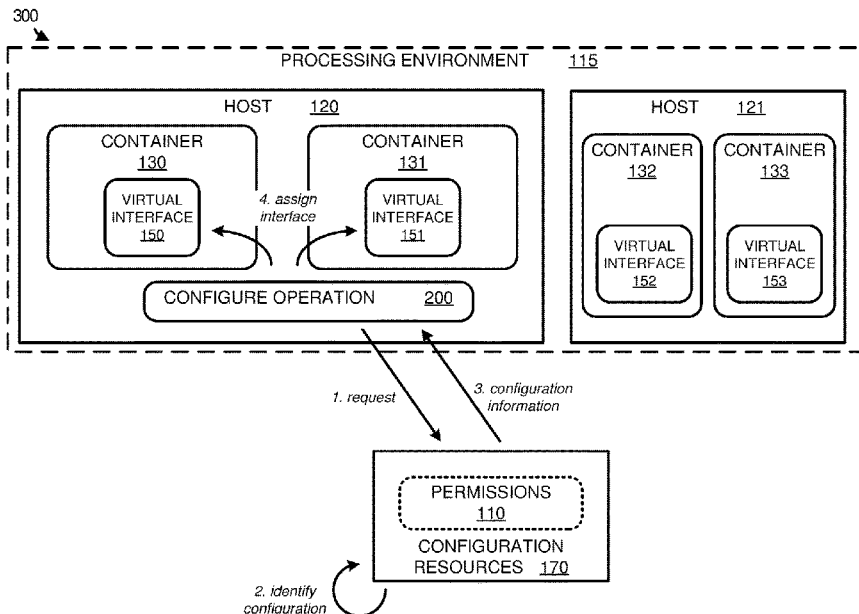 300
PROCESSING ENVIRONMENT 115
HOST 120
HOST 121
CONTAINER
130
CONTAINER
131
CONTAINER
132
CONTAINER
133
VIRTUAL
INTERFACE
150
4. assign
interface
VIRTUAL
INTERFACE
151
VIRTUAL
INTERFACE
152
VIRTUAL
INTERFACE
153
CONFIGURE OPERATION 200
1. request
3. configuration
information
PERMISSIONS
110
CONFIGURATION
RESOURCES 170
2. identify
configuration